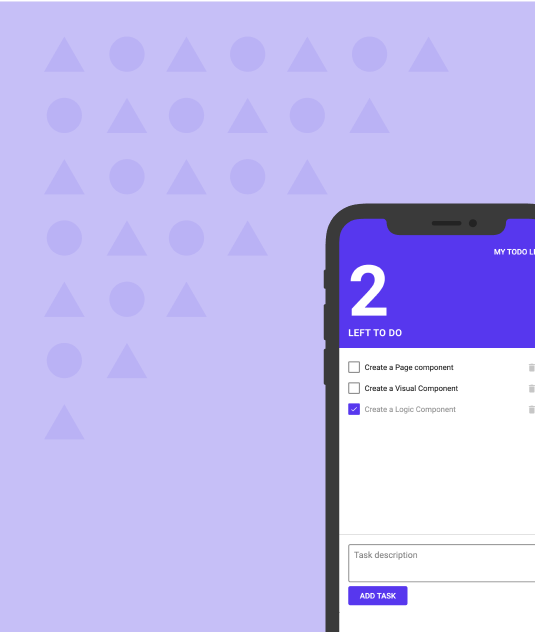 MY TODO
2
LEFT TO DO
Create a Page component
Create a Visual Component
Create a Logic Component
Task description
ADD TASK